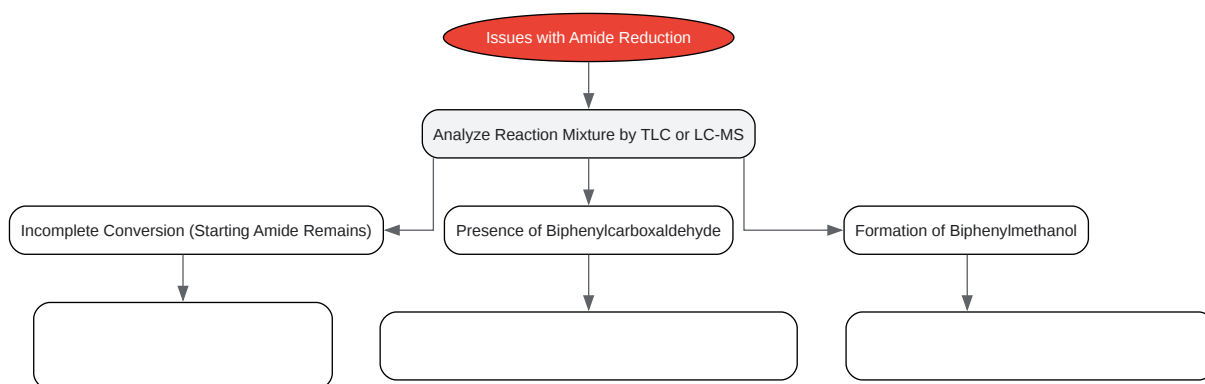 Issues with Amide Reduction
Analyze Reaction Mixture by TLC or LC-MS
Incomplete Conversion (Starting Amide Remains)
Presence of Biphenylcarboxaldehyde
Formation of Biphenylmethanol